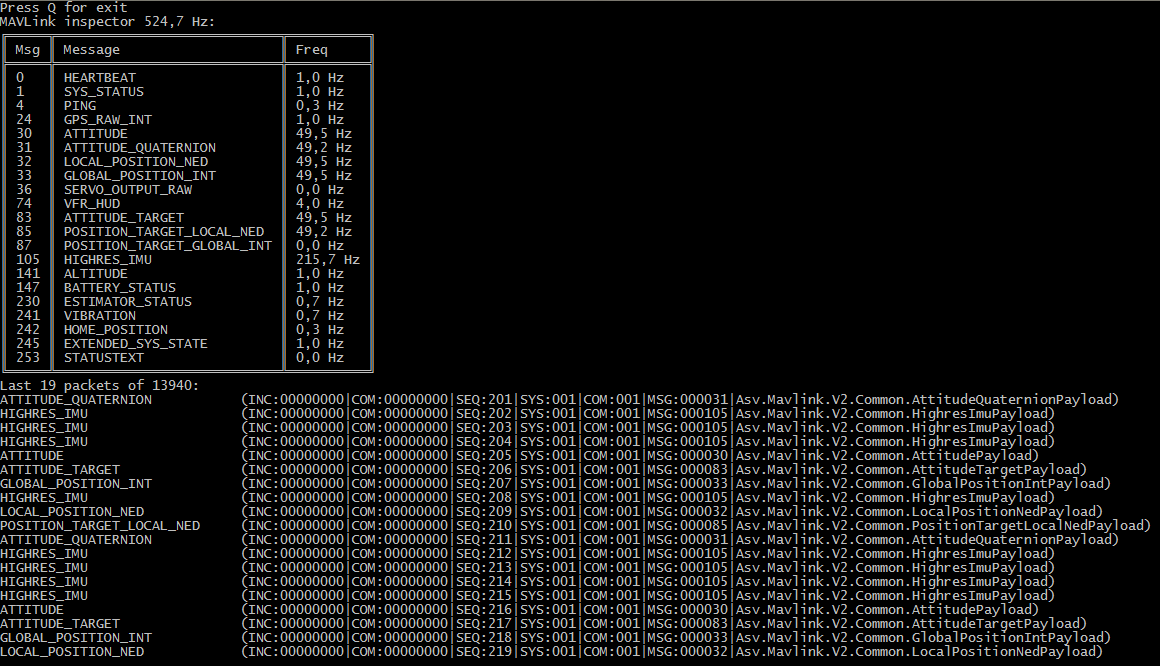 Press Q for exit
MAVLink inspector 524,7 Hz:
Msg Message Freq
0 HEARTBEAT 1,0 Hz
1 SYS_STATUS 1,0 Hz
4 PING 0,3 Hz
24 GPS_RAW_INT 1,0 Hz
30 ATTITUDE 49,5 Hz
31 ATTITUDE_QUATERNION 49,2 Hz
32 LOCAL_POSITION_NED 49,5 Hz
33 GLOBAL_POSITION_INT 49,5 Hz
36 SERVO_OUTPUT_RAW 0,0 Hz
74 VFR_HUD 4,0 Hz
83 ATTITUDE_TARGET 49,5 Hz
85 POSITION_TARGET_LOCAL_NED 49,2 Hz
87 POSITION_TARGET_GLOBAL_INT 0,0 Hz
105 HIGHRES_IMU 215,7 Hz
141 ALTITUDE 1,0 Hz
147 BATTERY_STATUS 1,0 Hz
230 ESTIMATOR_STATUS 0,7 Hz
241 VIBRATION 0,7 Hz
242 HOME_POSITION 0,3 Hz
245 EXTENDED_SYS_STATE 1,0 Hz
253 STATUSTEXT 0,0 Hz
Last 19 packets of 13940:
ATTITUDE_QUATERNION (INC:00000000|COM:00000000|SEQ:201|SYS:001|COM:001|MSG:000031|Asv.Mavlink.V2.Common.AttitudeQuaternionPayload)
HIGHRES_IMU (INC:00000000|COM:00000000|SEQ:202|SYS:001|COM:001|MSG:000105|Asv.Mavlink.V2.Common.HighresImuPayload)
HIGHRES_IMU (INC:00000000|COM:00000000|SEQ:203|SYS:001|COM:001|MSG:000105|Asv.Mavlink.V2.Common.HighresImuPayload)
HIGHRES_IMU (INC:00000000|COM:00000000|SEQ:204|SYS:001|COM:001|MSG:000105|Asv.Mavlink.V2.Common.HighresImuPayload)
ATTITUDE (INC:00000000|COM:00000000|SEQ:205|SYS:001|COM:001|MSG:000030|Asv.Mavlink.V2.Common.AttitudePayload)
ATTITUDE_TARGET (INC:00000000|COM:00000000|SEQ:206|SYS:001|COM:001|MSG:000083|Asv.Mavlink.V2.Common.AttitudeTargetPayload)
GLOBAL_POSITION_INT (INC:00000000|COM:00000000|SEQ:207|SYS:001|COM:001|MSG:000033|Asv.Mavlink.V2.Common.GlobalPositionIntPayload)
HIGHRES_IMU (INC:00000000|COM:00000000|SEQ:208|SYS:001|COM:001|MSG:000105|Asv.Mavlink.V2.Common.HighresImuPayload)
LOCAL_POSITION_NED (INC:00000000|COM:00000000|SEQ:209|SYS:001|COM:001|MSG:000032|Asv.Mavlink.V2.Common.LocalPositionNedPayload)
POSITION_TARGET_LOCAL_NED (INC:00000000|COM:00000000|SEQ:210|SYS:001|COM:001|MSG:000085|Asv.Mavlink.V2.Common.PositionTargetLocalNedPayload)
ATTITUDE_QUATERNION (INC:00000000|COM:00000000|SEQ:211|SYS:001|COM:001|MSG:000031|Asv.Mavlink.V2.Common.AttitudeQuaternionPayload)
HIGHRES_IMU (INC:00000000|COM:00000000|SEQ:212|SYS:001|COM:001|MSG:000105|Asv.Mavlink.V2.Common.HighresImuPayload)
HIGHRES_IMU (INC:00000000|COM:00000000|SEQ:213|SYS:001|COM:001|MSG:000105|Asv.Mavlink.V2.Common.HighresImuPayload)
HIGHRES_IMU (INC:00000000|COM:00000000|SEQ:214|SYS:001|COM:001|MSG:000105|Asv.Mavlink.V2.Common.HighresImuPayload)
HIGHRES_IMU (INC:00000000|COM:00000000|SEQ:215|SYS:001|COM:001|MSG:000105|Asv.Mavlink.V2.Common.HighresImuPayload)
ATTITUDE (INC:00000000|COM:00000000|SEQ:216|SYS:001|COM:001|MSG:000030|Asv.Mavlink.V2.Common.AttitudePayload)
ATTITUDE_TARGET (INC:00000000|COM:00000000|SEQ:217|SYS:001|COM:001|MSG:000083|Asv.Mavlink.V2.Common.AttitudeTargetPayload)
GLOBAL_POSITION_INT (INC:00000000|COM:00000000|SEQ:218|SYS:001|COM:001|MSG:000033|Asv.Mavlink.V2.Common.GlobalPositionIntPayload)
LOCAL_POSITION_NED (INC:00000000|COM:00000000|SEQ:219|SYS:001|COM:001|MSG:000032|Asv.Mavlink.V2.Common.LocalPositionNedPayload)